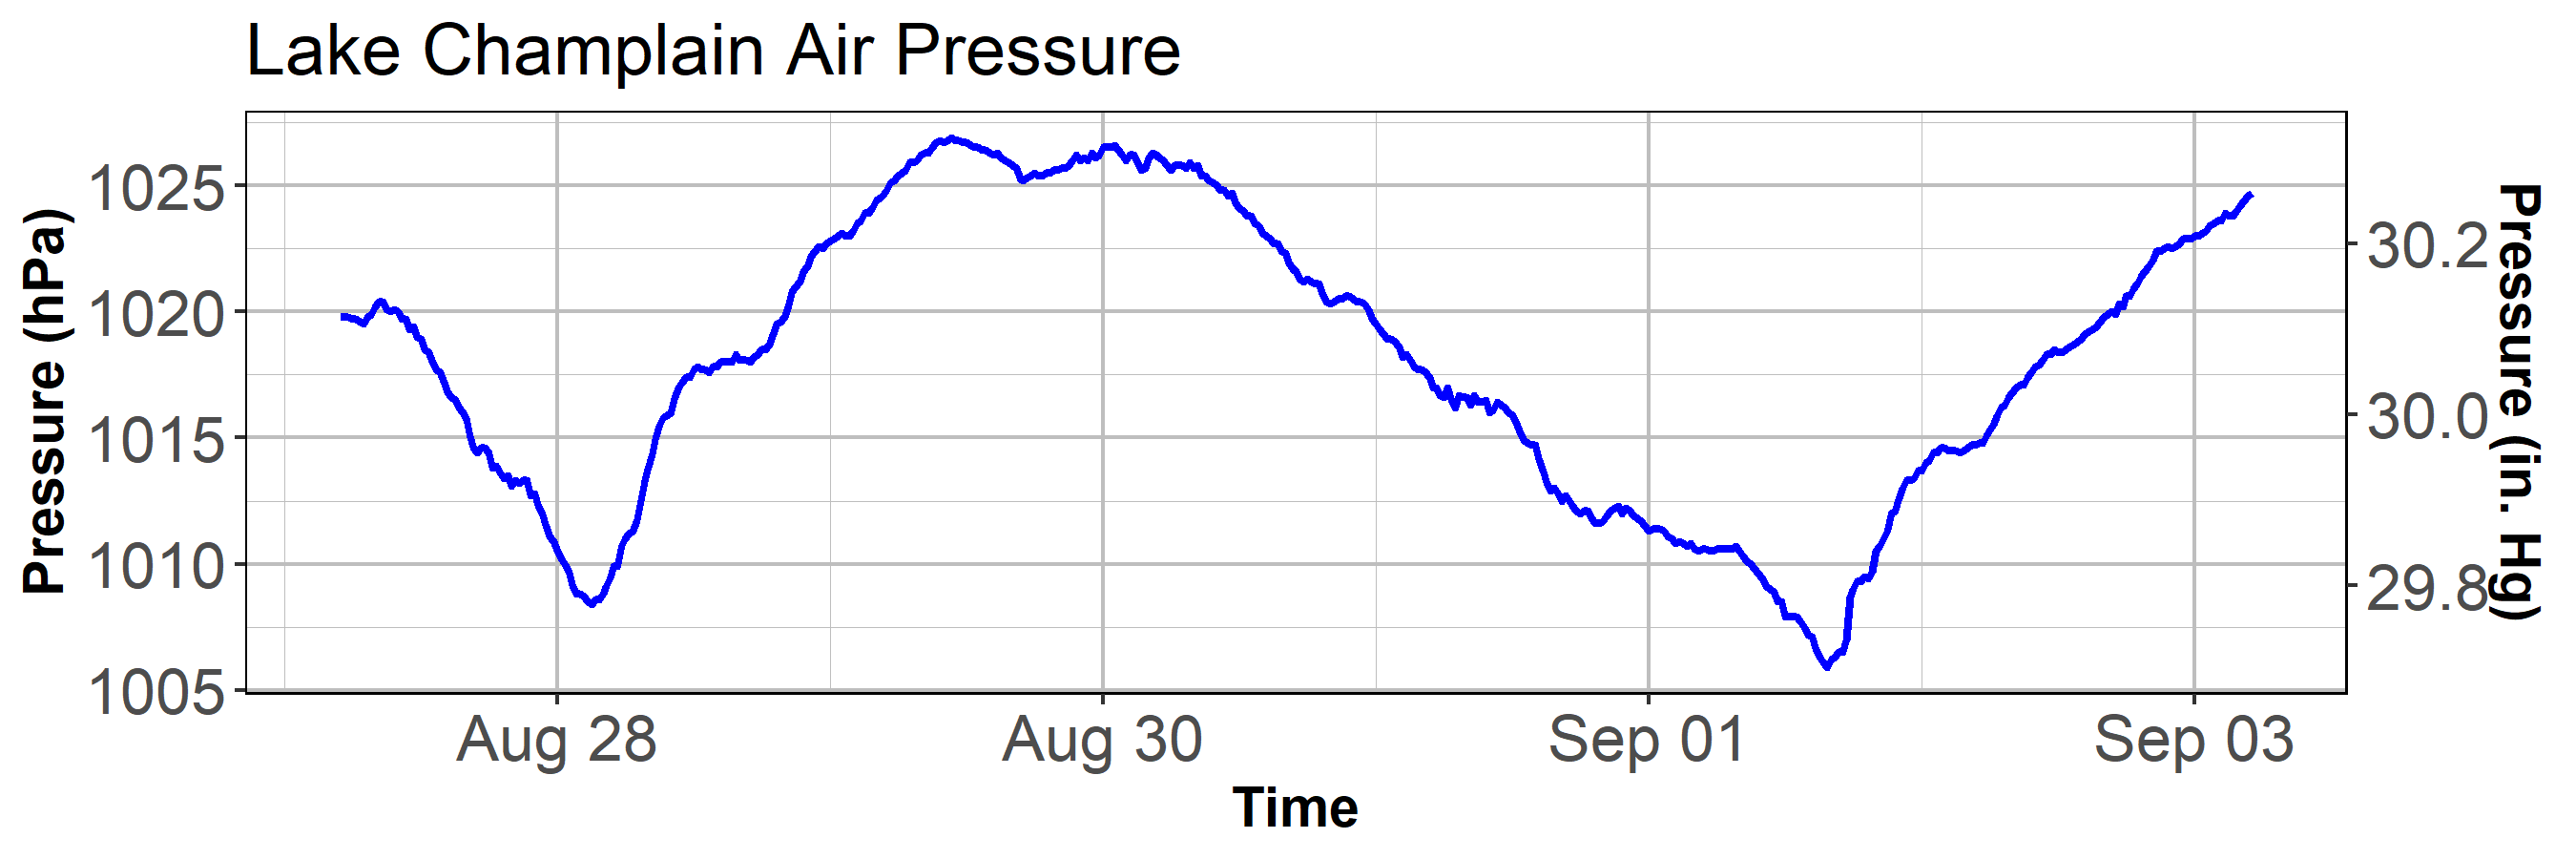 Lake Champlain Air Pressure
Pressure (hPa)
1025
1020
1015
1010
1005
30.2
30.0
29.8
Pressure (in. Hg)
Aug 28
Aug 30
Sep 01
Sep 03
Time